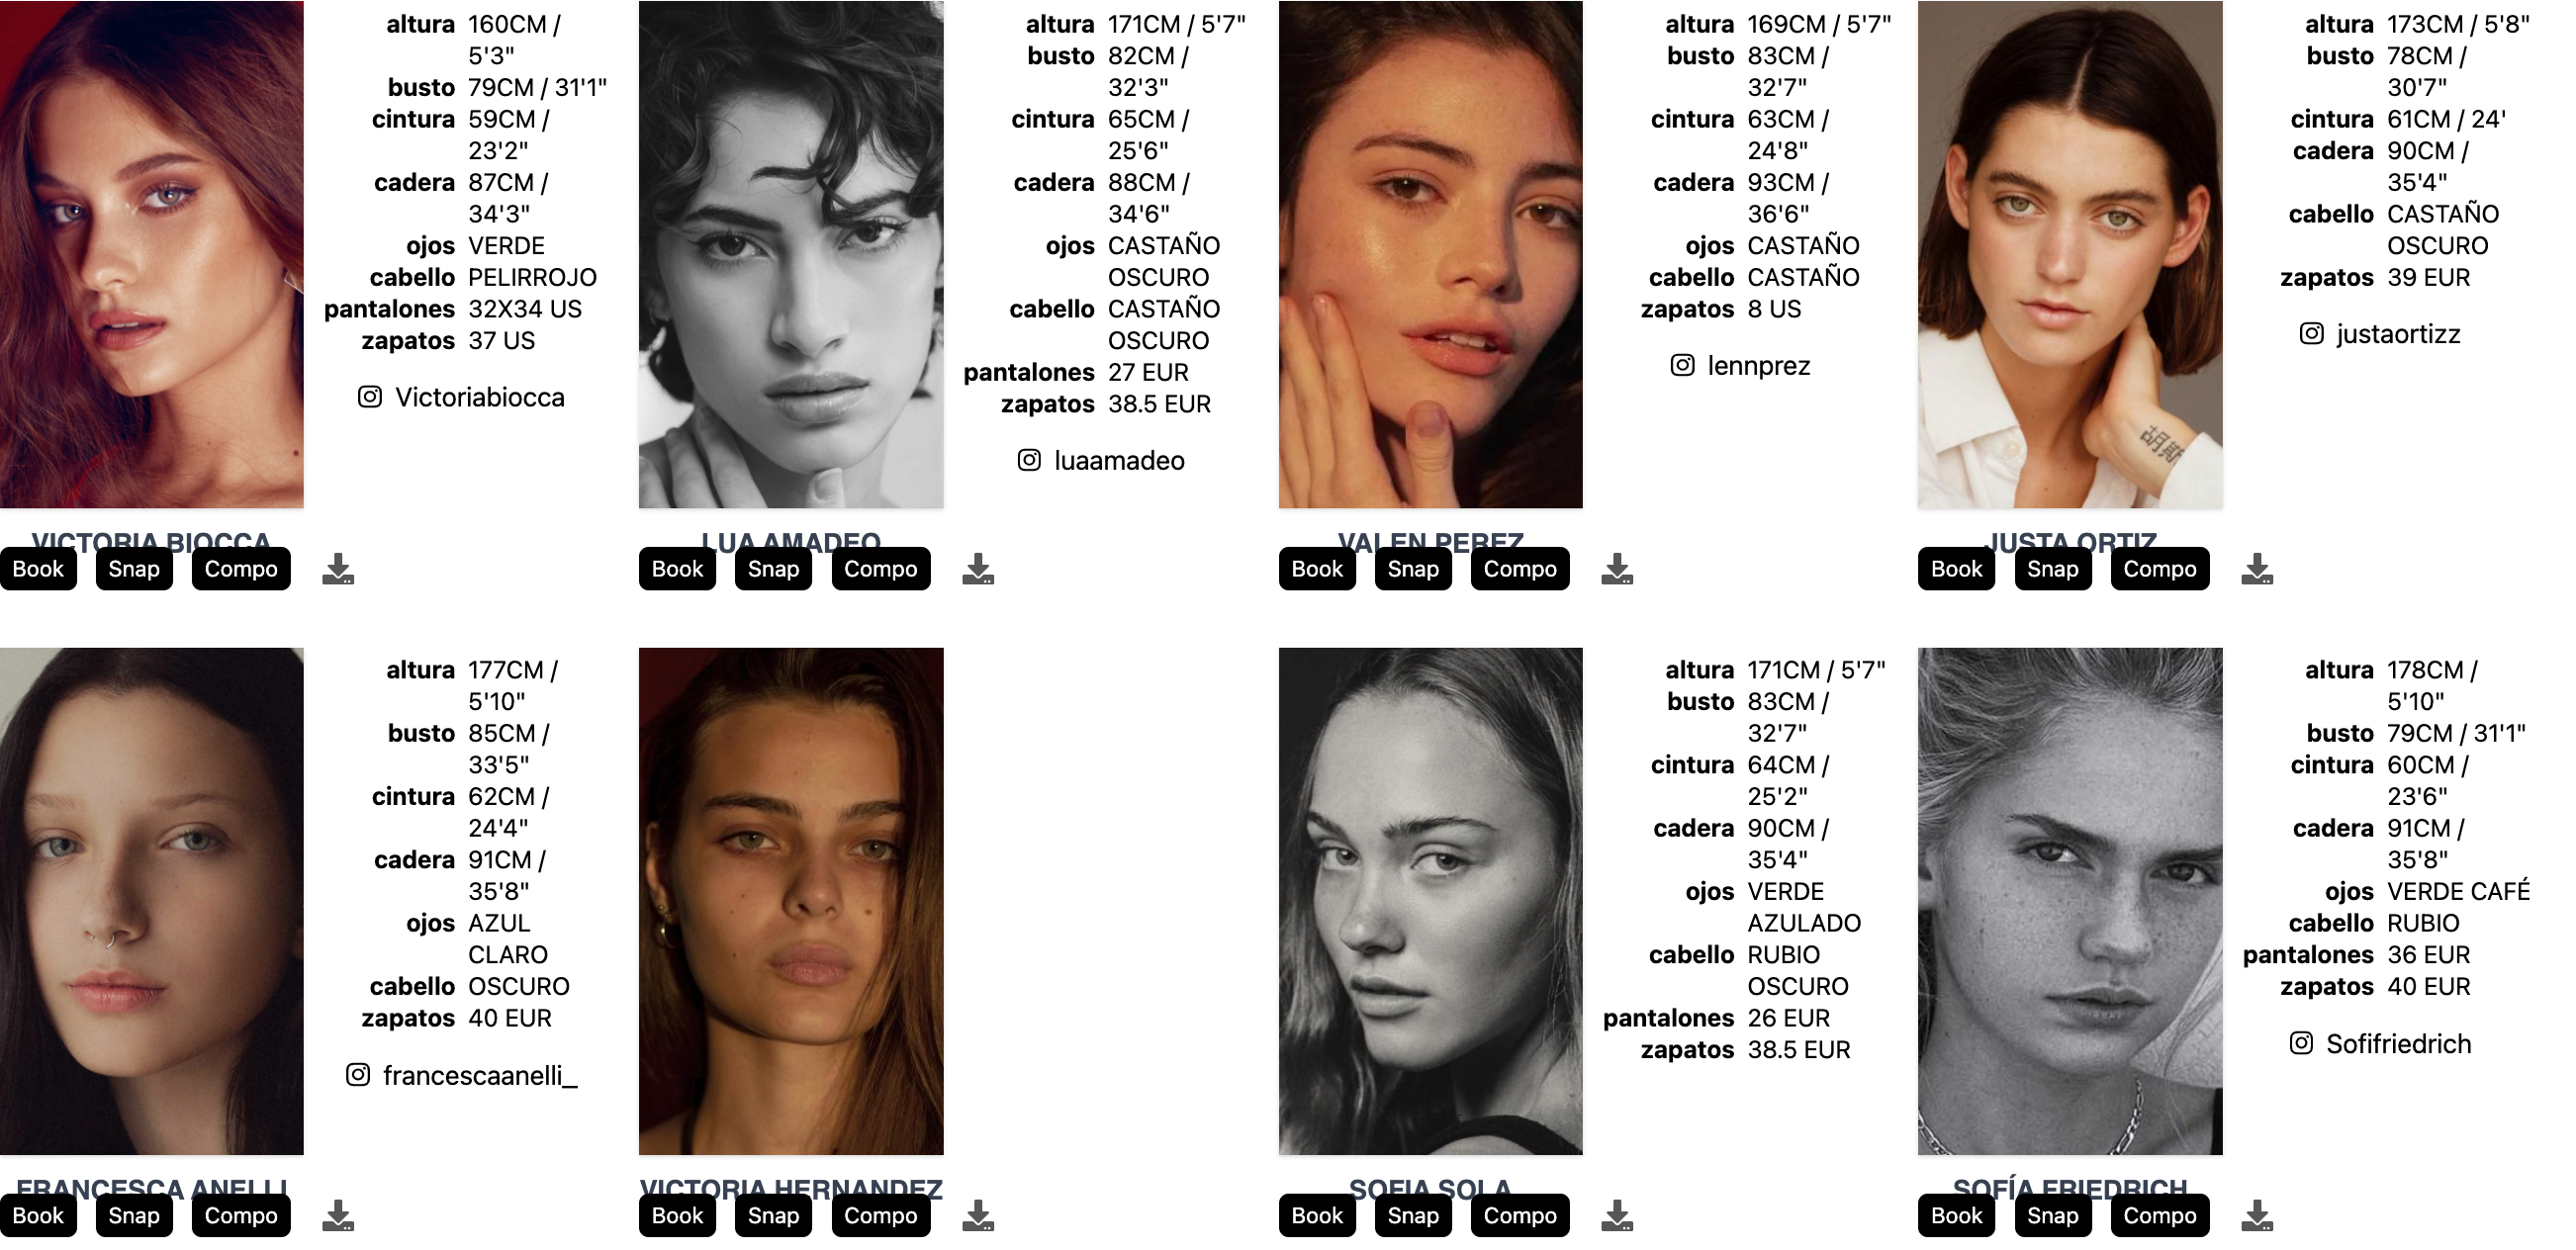 altura 160CM /
5'3"
busto 79CM / 31'1"
cintura 59CM /
23'2"
cadera 87CM /
34'3"
ojos VERDE
cabello PELIRROJO
pantalones 32X34 US
zapatos 37 US
Victoriabiocca
VICTORIA BIOCCA
Book Snap Compo
altura 171CM / 5'7"
busto 82CM /
32'3"
cintura 65CM /
25'6"
cadera 88CM /
34'6"
ojos CASTAÑO
OSCURO
cabello CASTAÑO
OSCURO
pantalones 27 EUR
zapatos 38.5 EUR
luaamadeo
LUA AMADEO
Book Snap Compo
altura 169CM / 5'7"
busto 83CM /
32'7"
cintura 63CM /
24'8"
cadera 93CM /
36'6"
ojos CASTAÑO
cabello CASTAÑO
zapatos 8 US
lennprez
VALEN PEREZ
Book Snap Compo
altura 173CM / 5'8"
busto 78CM /
30'7"
cintura 61CM / 24'
cadera 90CM /
35'4"
cabello CASTAÑO
OSCURO
zapatos 39 EUR
justaortizz
JUSTA ORTIZ
Book Snap Compo
altura 177CM /
5'10"
busto 85CM /
33'5"
cintura 62CM /
24'4"
cadera 91CM /
35'8"
ojos AZUL
CLARO
cabello OSCURO
zapatos 40 EUR
francescaanelli_
FRANCESCA ANELLI
Book Snap Compo
VICTORIA HERNANDEZ
Book Snap Compo
altura 171CM / 5'7"
busto 83CM /
32'7"
cintura 64CM /
25'2"
cadera 90CM /
35'4"
ojos VERDE
AZULADO
cabello RUBIO
OSCURO
pantalones 26 EUR
zapatos 38.5 EUR
SOFIA SOLA
Book Snap Compo
altura 178CM /
5'10"
busto 79CM / 31'1"
cintura 60CM /
23'6"
cadera 91CM /
35'8"
ojos VERDE CAFÉ
cabello RUBIO
pantalones 36 EUR
zapatos 40 EUR
Sofifriedrich
SOFÍA FRIEDRICH
Book Snap Compo